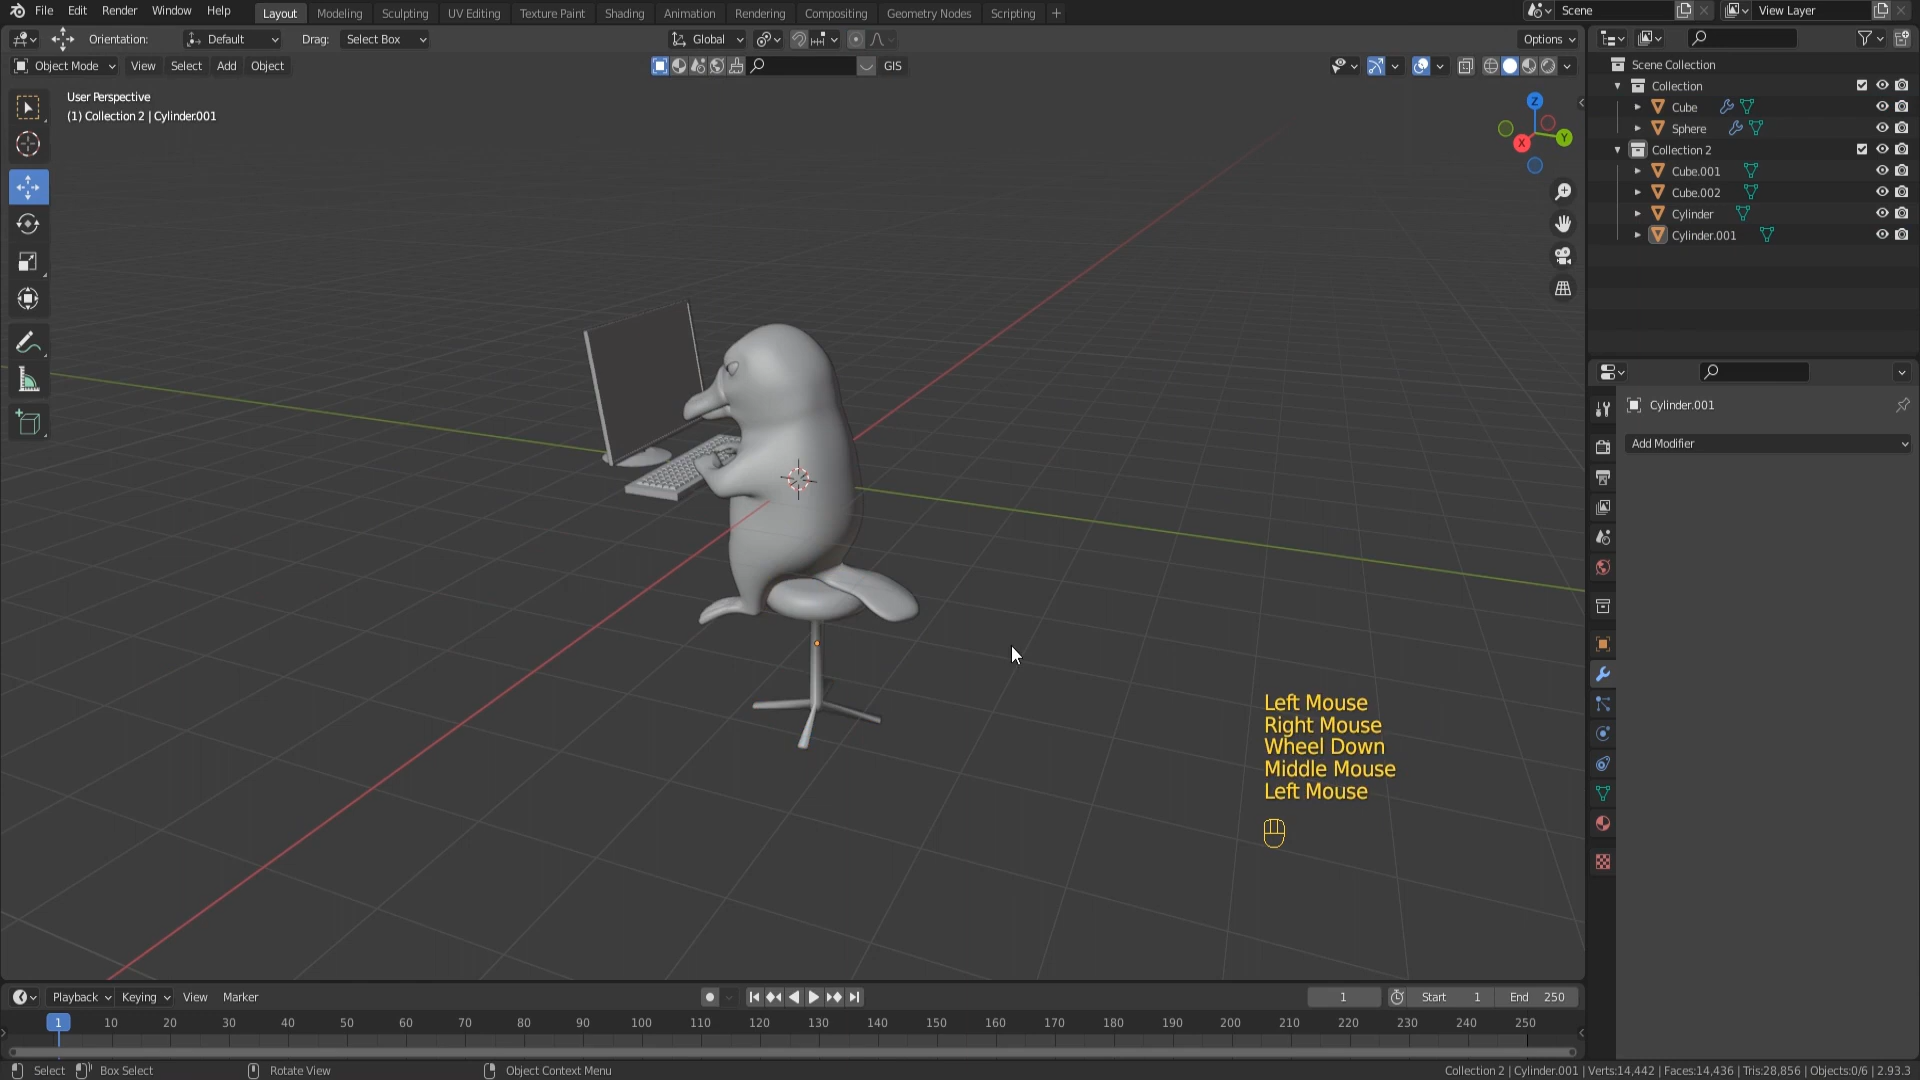 File Edit Render Window Help Layout Modeling Sculpting UV Editing Texture Paint Shading Animation Rendering Compositing Geometry Nodes Scripting + Scene View Layer
Orientation: Default Drag: Select Box Global Options
Object Mode View Select Add Object GIS
User Perspective
(1) Collection 2 | Cylinder.001
Z
Y
X
Scene Collection
Collection
Cube
Sphere
Collection 2
Cube.001
Cube.002
Cylinder
Cylinder.001
Cylinder.001
Add Modifier
Left Mouse
Right Mouse
Wheel Down
Middle Mouse
Left Mouse
Playback Keying View Marker 1 Start 1 End 250
1 10 20 30 40 50 60 70 80 90 100 110 120 130 140 150 160 170 180 190 200 210 220 230 240 250
Select Box Select Rotate View Object Context Menu Collection 2 | Cylinder.001 | Verts:14,442 | Faces:14,436 | Tris:28,856 | Objects:0/6 | 2.93.3